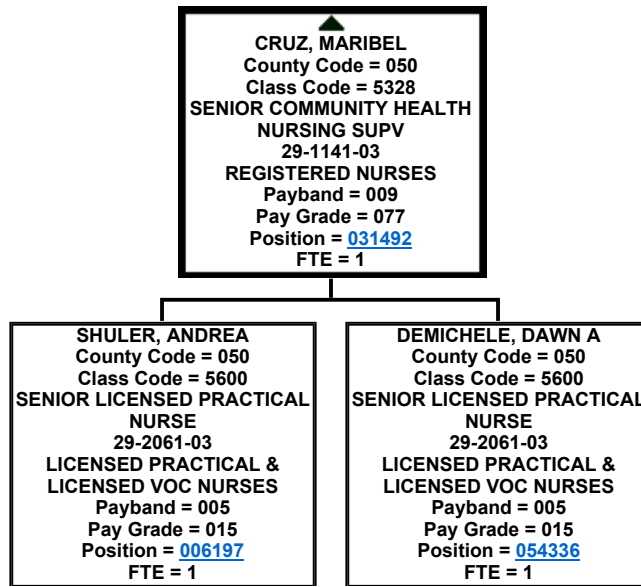 CRUZ, MARIBEL
County Code = 050
Class Code = 5328
SENIOR COMMUNITY HEALTH
NURSING SUPV
29-1141-03
REGISTERED NURSES
Payband = 009
Pay Grade = 077
Position = 031492
FTE = 1
SHULER, ANDREA
County Code = 050
Class Code = 5600
SENIOR LICENSED PRACTICAL
NURSE
29-2061-03
LICENSED PRACTICAL &
LICENSED VOC NURSES
Payband = 005
Pay Grade = 015
Position = 006197
FTE = 1
DEMICHELE, DAWN A
County Code = 050
Class Code = 5600
SENIOR LICENSED PRACTICAL
NURSE
29-2061-03
LICENSED PRACTICAL &
LICENSED VOC NURSES
Payband = 005
Pay Grade = 015
Position = 054336
FTE = 1